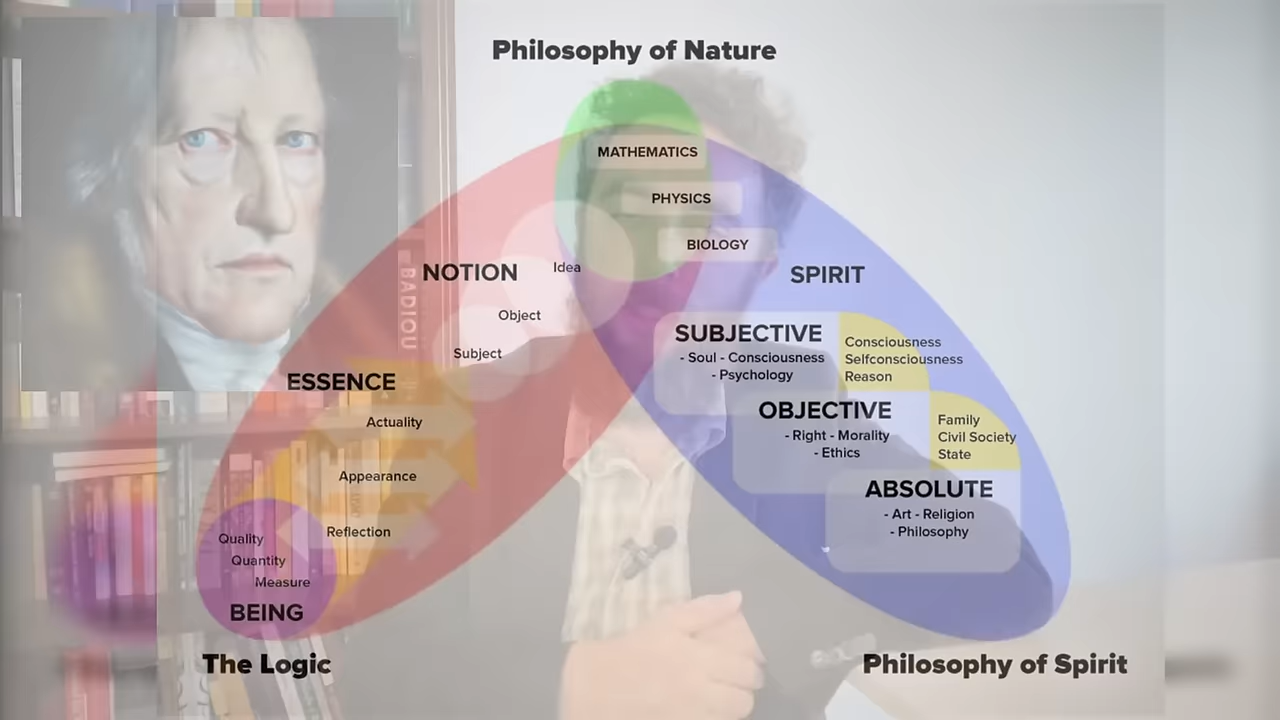 Philosophy of Nature
MATHEMATICS
PHYSICS
BIOLOGY
NOTION
Idea
Object
Subject
ESSENCE
Actuality
Appearance
Reflection
Quality
Quantity
Measure
BEING
The Logic
SPIRIT
SUBJECTIVE
- Soul - Consciousness
- Psychology
Consciousness
Selfconsciousness
Reason
OBJECTIVE
- Right - Morality
- Ethics
Family
Civil Society
State
ABSOLUTE
- Art - Religion
- Philosophy
Philosophy of Spirit
BADIOU